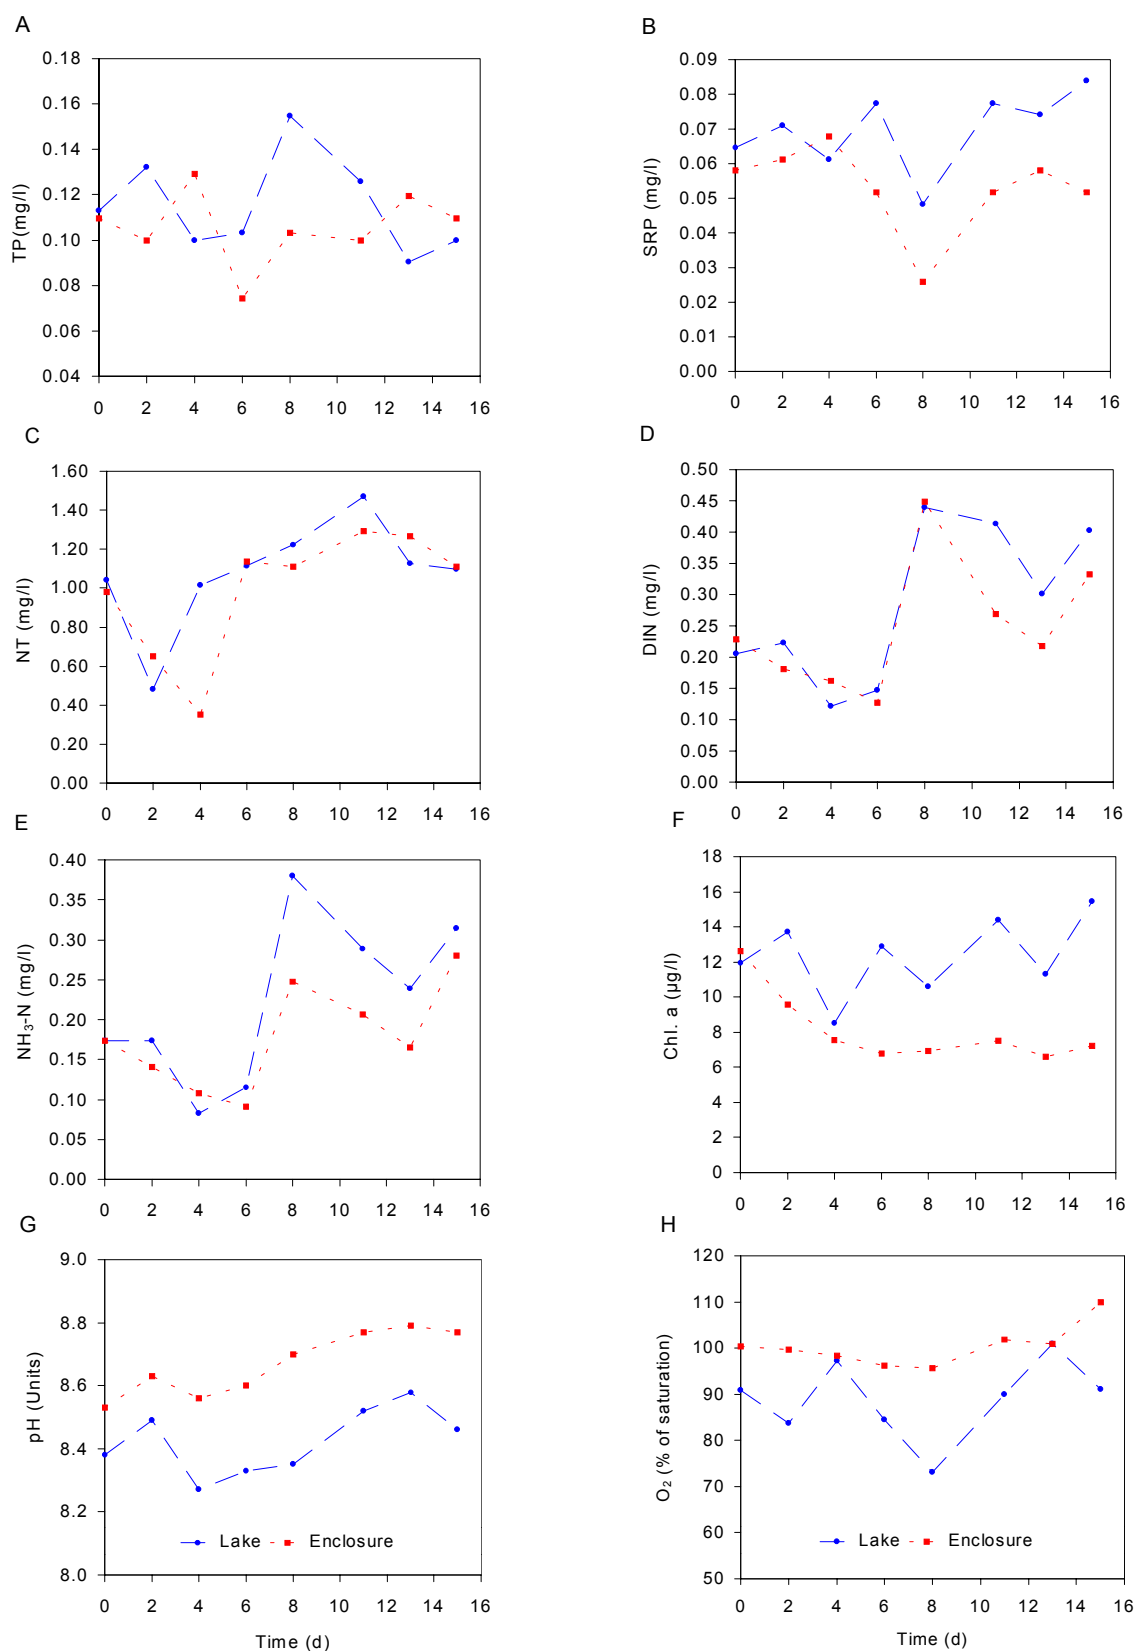 A
TP(mg/l)
0.18
0.16
0.14
0.12
0.10
0.08
0.06
0.04
0 2 4 6 8 10 12 14 16
B
SRP (mg/l)
0.09
0.08
0.07
0.06
0.05
0.04
0.03
0.02
0.01
0.00
0 2 4 6 8 10 12 14 16
C
NT (mg/l)
1.60
1.40
1.20
1.00
0.80
0.60
0.40
0.20
0.00
0 2 4 6 8 10 12 14 16
D
DIN (mg/l)
0.50
0.45
0.40
0.35
0.30
0.25
0.20
0.15
0.10
0.05
0.00
0 2 4 6 8 10 12 14 16
E
NH₃-N (mg/l)
0.40
0.35
0.30
0.25
0.20
0.15
0.10
0.05
0.00
0 2 4 6 8 10 12 14 16
F
Chl. a (µg/l)
18
16
14
12
10
8
6
4
2
0
0 2 4 6 8 10 12 14 16
G
pH (Units)
9.0
8.8
8.6
8.4
8.2
8.0
Lake Enclosure
0 2 4 6 8 10 12 14 16
Time (d)
H
O₂ (% of saturation)
120
110
100
90
80
70
60
50
Lake Enclosure
0 2 4 6 8 10 12 14 16
Time (d)